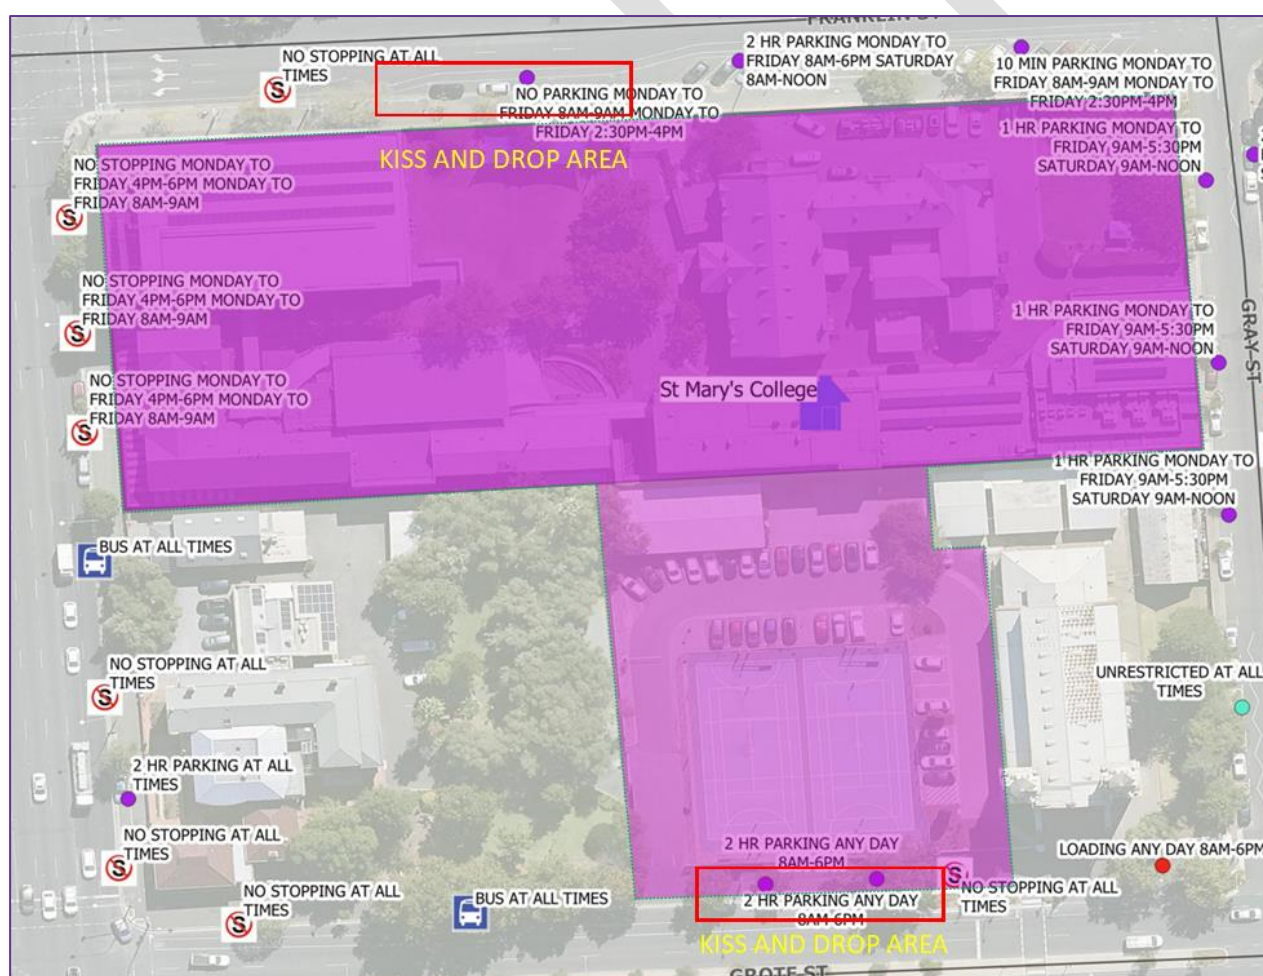 FRANKLIN ST
NO STOPPING AT ALL
TIMES
2 HR PARKING MONDAY TO
FRIDAY 8AM-6PM SATURDAY
8AM-NOON
10 MIN PARKING MONDAY TO
FRIDAY 8AM-9AM MONDAY TO
FRIDAY 2:30PM-4PM
NO PARKING MONDAY TO
FRIDAY 8AM-9AM MONDAY TO
FRIDAY 2:30PM-4PM
KISS AND DROP AREA
1 HR PARKING MONDAY TO
FRIDAY 9AM-5:30PM
SATURDAY 9AM-NOON
NO STOPPING MONDAY TO
FRIDAY 4PM-6PM MONDAY TO
FRIDAY 8AM-9AM
S
S
NO STOPPING MONDAY TO
FRIDAY 4PM-6PM MONDAY TO
FRIDAY 8AM-9AM
S
1 HR PARKING MONDAY TO
FRIDAY 9AM-5:30PM
SATURDAY 9AM-NOON
GRAY ST
NO STOPPING MONDAY TO
FRIDAY 4PM-6PM MONDAY TO
FRIDAY 8AM-9AM
S
St Mary's College
1 HR PARKING MONDAY TO
FRIDAY 9AM-5:30PM
SATURDAY 9AM-NOON
BUS AT ALL TIMES
NO STOPPING AT ALL
TIMES
S
UNRESTRICTED AT ALL
TIMES
2 HR PARKING AT ALL
TIMES
NO STOPPING AT ALL
TIMES
S
2 HR PARKING ANY DAY
8AM-6PM
LOADING ANY DAY 8AM-6PM
S
NO STOPPING AT ALL
TIMES
NO STOPPING AT ALL
TIMES
S
BUS AT ALL TIMES
2 HR PARKING ANY DAY
8AM-6PM
KISS AND DROP AREA
GROTE ST